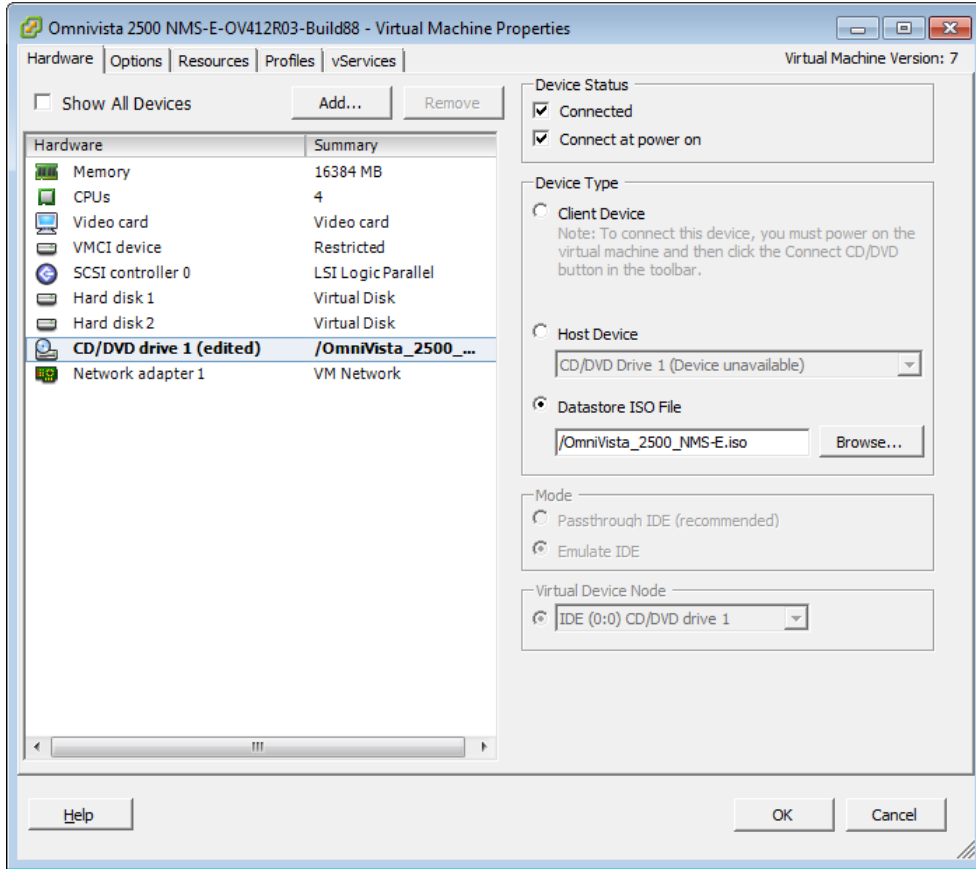 Omnivista 2500 NMS-E-OV412R03-Build88 - Virtual Machine Properties
Hardware Options Resources Profiles vServices Virtual Machine Version: 7
Show All Devices Add... Remove
Hardware Summary
Memory 16384 MB
CPUs 4
Video card Video card
VMCI device Restricted
SCSI controller 0 LSI Logic Parallel
Hard disk 1 Virtual Disk
Hard disk 2 Virtual Disk
CD/DVD drive 1 (edited) /OmniVista_2500_...
Network adapter 1 VM Network
Device Status
Connected
Connect at power on
Device Type
Client Device
Note: To connect this device, you must power on the
virtual machine and then click the Connect CD/DVD
button in the toolbar.
Host Device
CD/DVD Drive 1 (Device unavailable)
Datastore ISO File
/OmniVista_2500_NMS-E.iso Browse...
Mode
Passthrough IDE (recommended)
Emulate IDE
Virtual Device Node
IDE (0:0) CD/DVD drive 1
Help OK Cancel